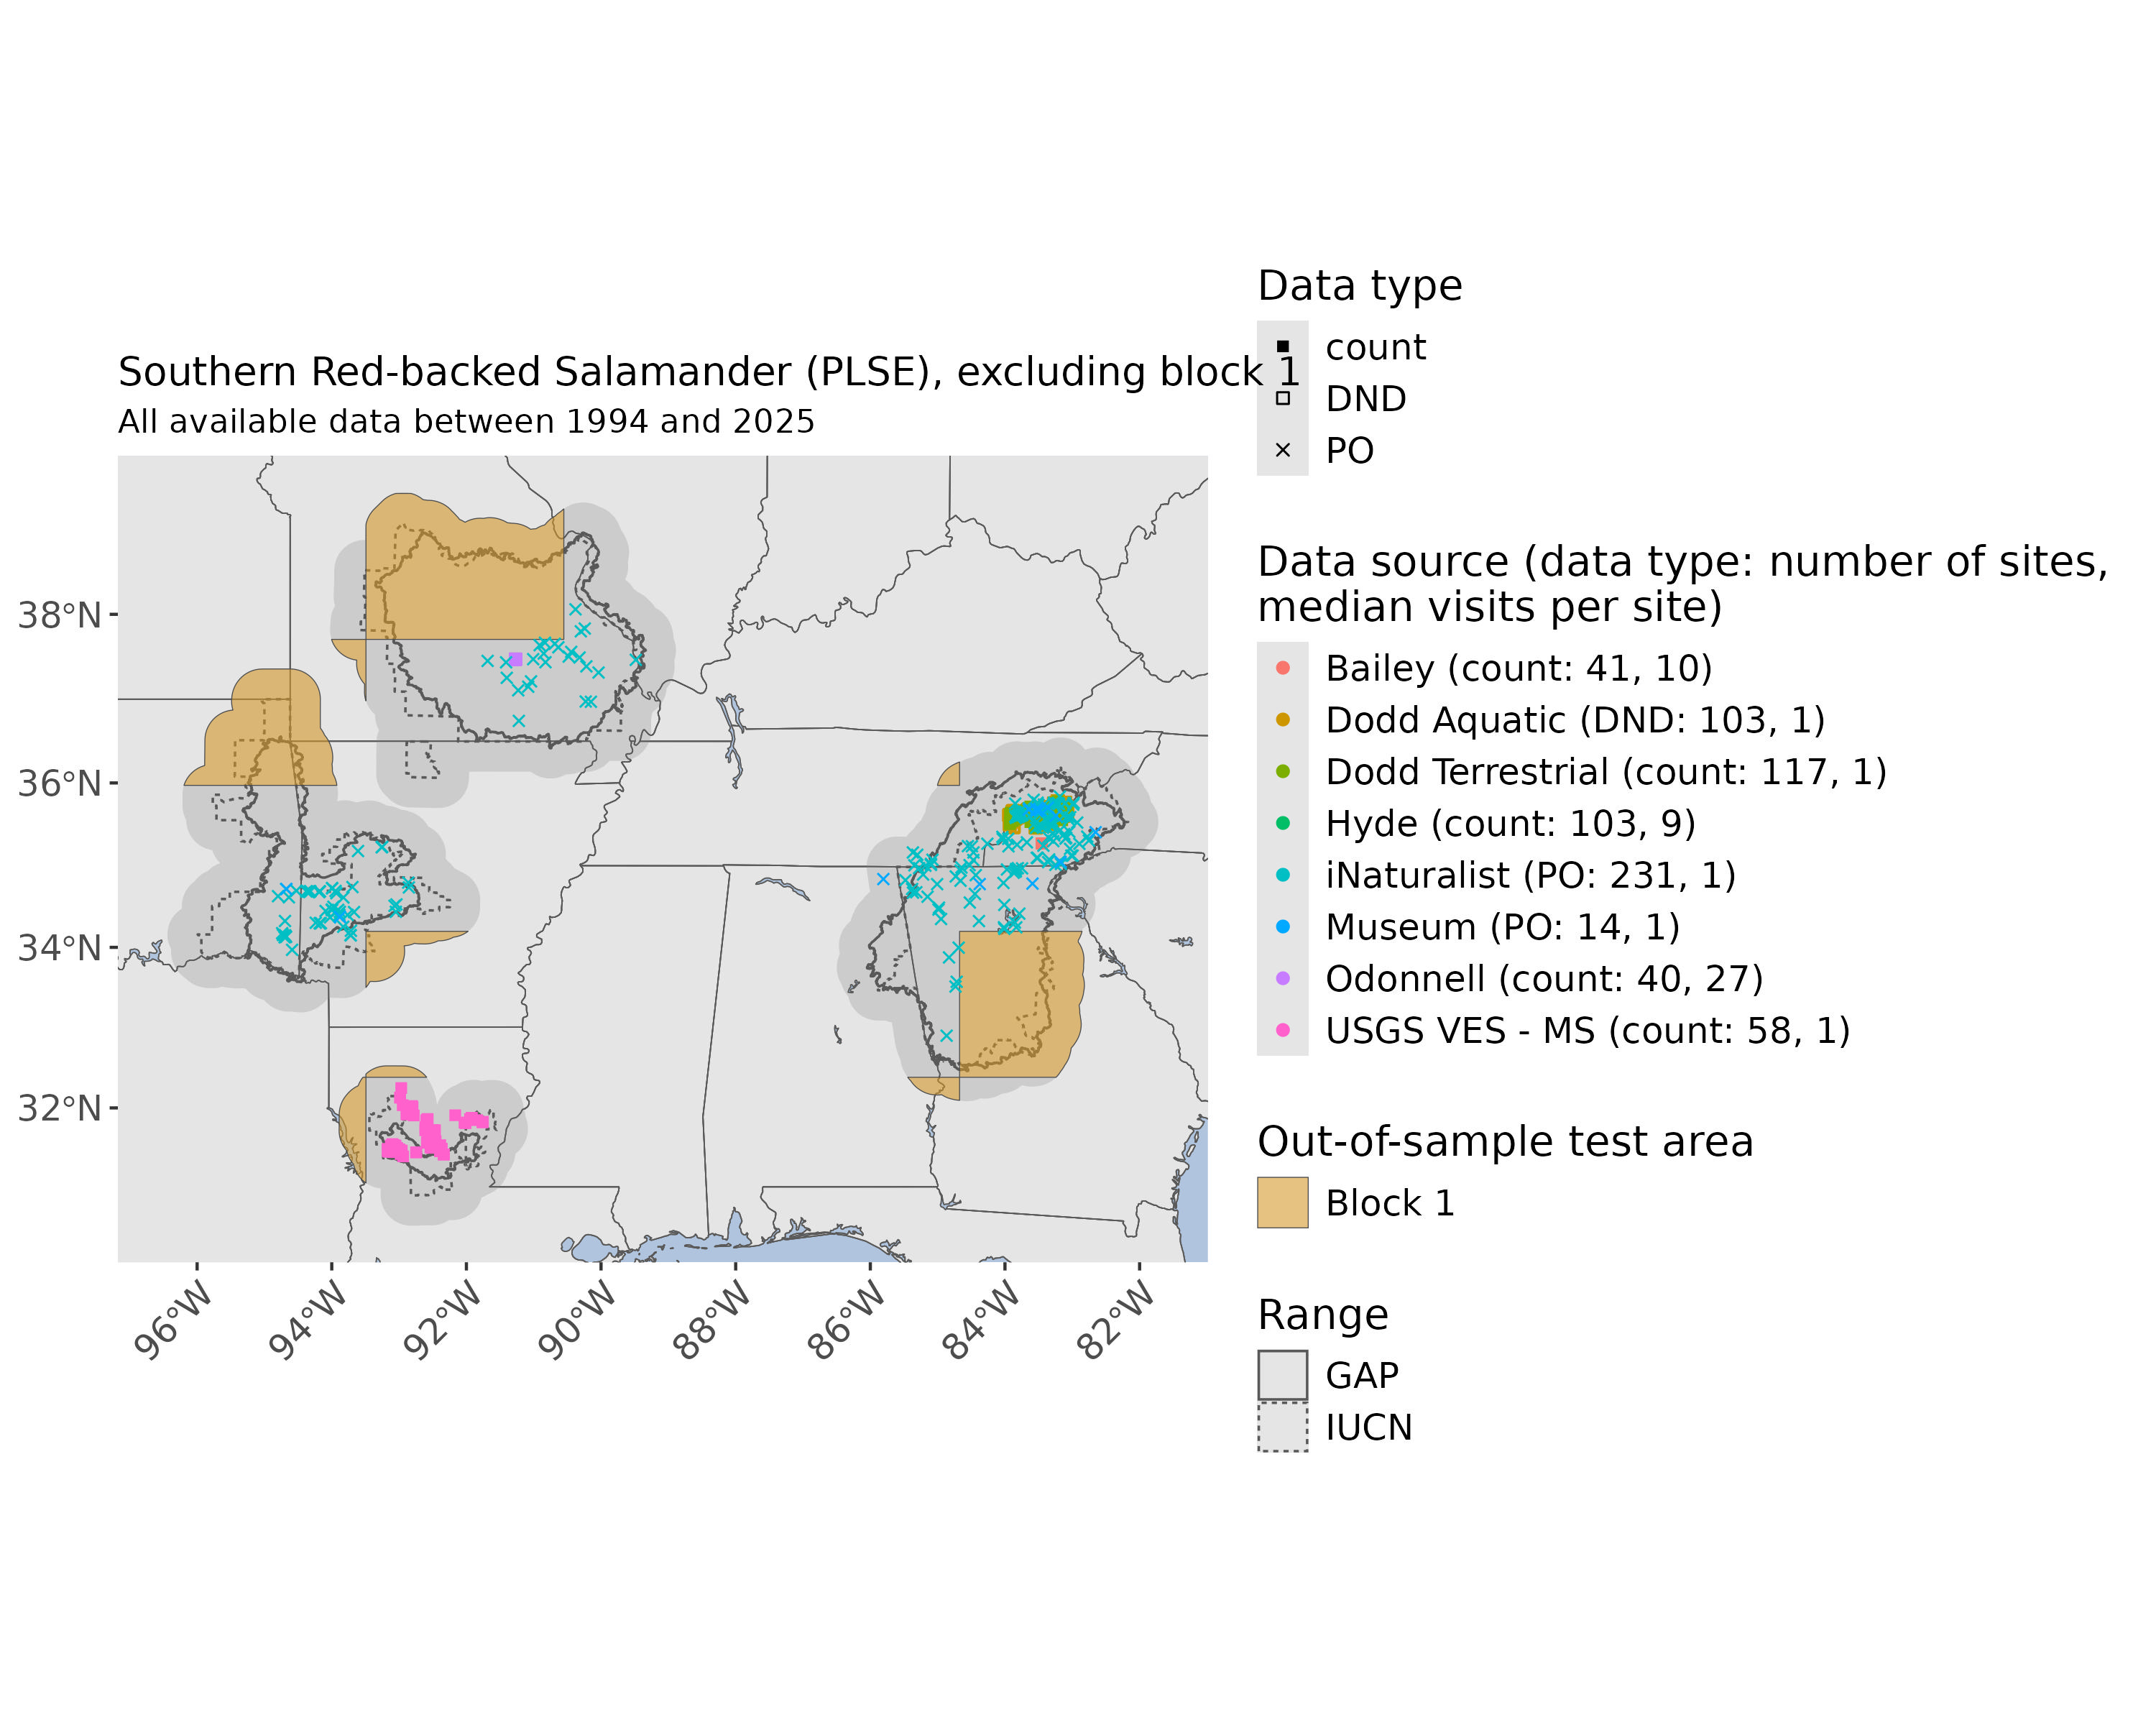 Southern Red-backed Salamander (PLSE), excluding block 1
All available data between 1994 and 2025
38°N
36°N
34°N
32°N
96°W
94°W
92°W
90°W
88°W
86°W
84°W
82°W
Data type
count
DND
PO
Data source (data type: number of sites,
median visits per site)
Bailey (count: 41, 10)
Dodd Aquatic (DND: 103, 1)
Dodd Terrestrial (count: 117, 1)
Hyde (count: 103, 9)
iNaturalist (PO: 231, 1)
Museum (PO: 14, 1)
Odonnell (count: 40, 27)
USGS VES - MS (count: 58, 1)
Out-of-sample test area
Block 1
Range
GAP
IUCN